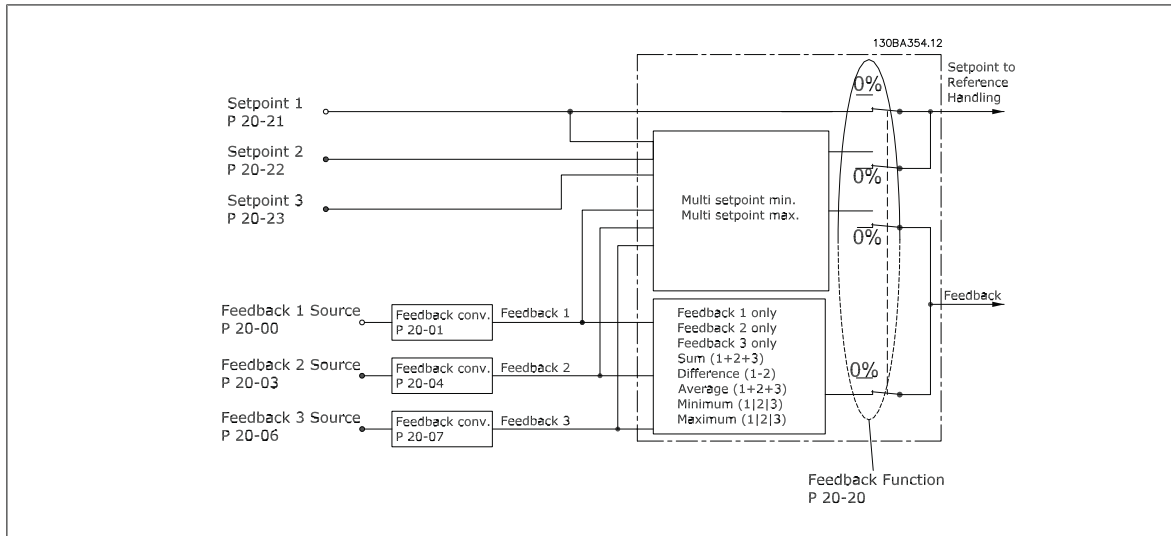 130BA354.12
Setpoint to
Reference
Handling
0%
Setpoint 1
P 20-21
Setpoint 2
P 20-22
0%
Setpoint 3
P 20-23
Multi setpoint min.
Multi setpoint max.
0%
Feedback
Feedback 1 Source
P 20-00
Feedback conv.
P 20-01
Feedback 1
Feedback 2 Source
P 20-03
Feedback conv.
P 20-04
Feedback 2
Feedback 3 Source
P 20-06
Feedback conv.
P 20-07
Feedback 3
Feedback 1 only
Feedback 2 only
Feedback 3 only
Sum (1+2+3)
Difference (1-2)
Average (1+2+3)
Minimum (1|2|3)
Maximum (1|2|3)
0%
Feedback Function
P 20-20